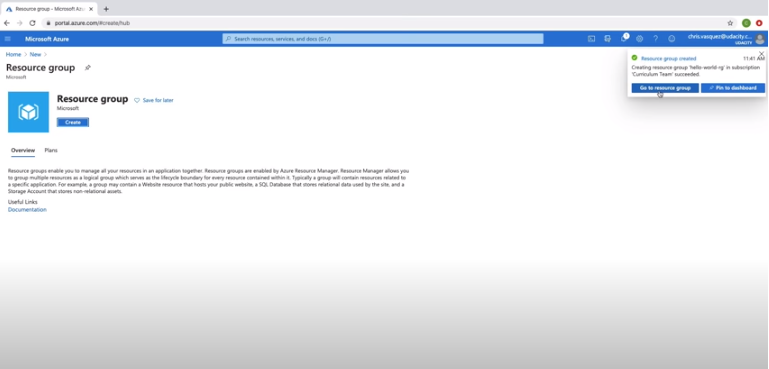 Resource group - Microsoft Azu
portal.azure.com/#create/hub
Microsoft Azure
Search resources, services, and docs (G+/)
1
chris.vasquez@udacity.c...
UDACITY
Home > New >
Resource group
Microsoft
Resource group
Save for later
Microsoft
Create
Resource group created
11:41 AM
Creating resource group 'hello-world-rg' in subscription
'Curriculum Team' succeeded.
Go to resource group
Pin to dashboard
Overview
Plans
Resource groups enable you to manage all your resources in an application together. Resource groups are enabled by Azure Resource Manager. Resource Manager allows you
to group multiple resources as a logical group which serves as the lifecycle boundary for every resource contained within it. Typically a group will contain resources related to
a specific application. For example, a group may contain a Website resource that hosts your public website, a SQL Database that stores relational data used by the site, and a
Storage Account that stores non-relational assets.
Useful Links
Documentation